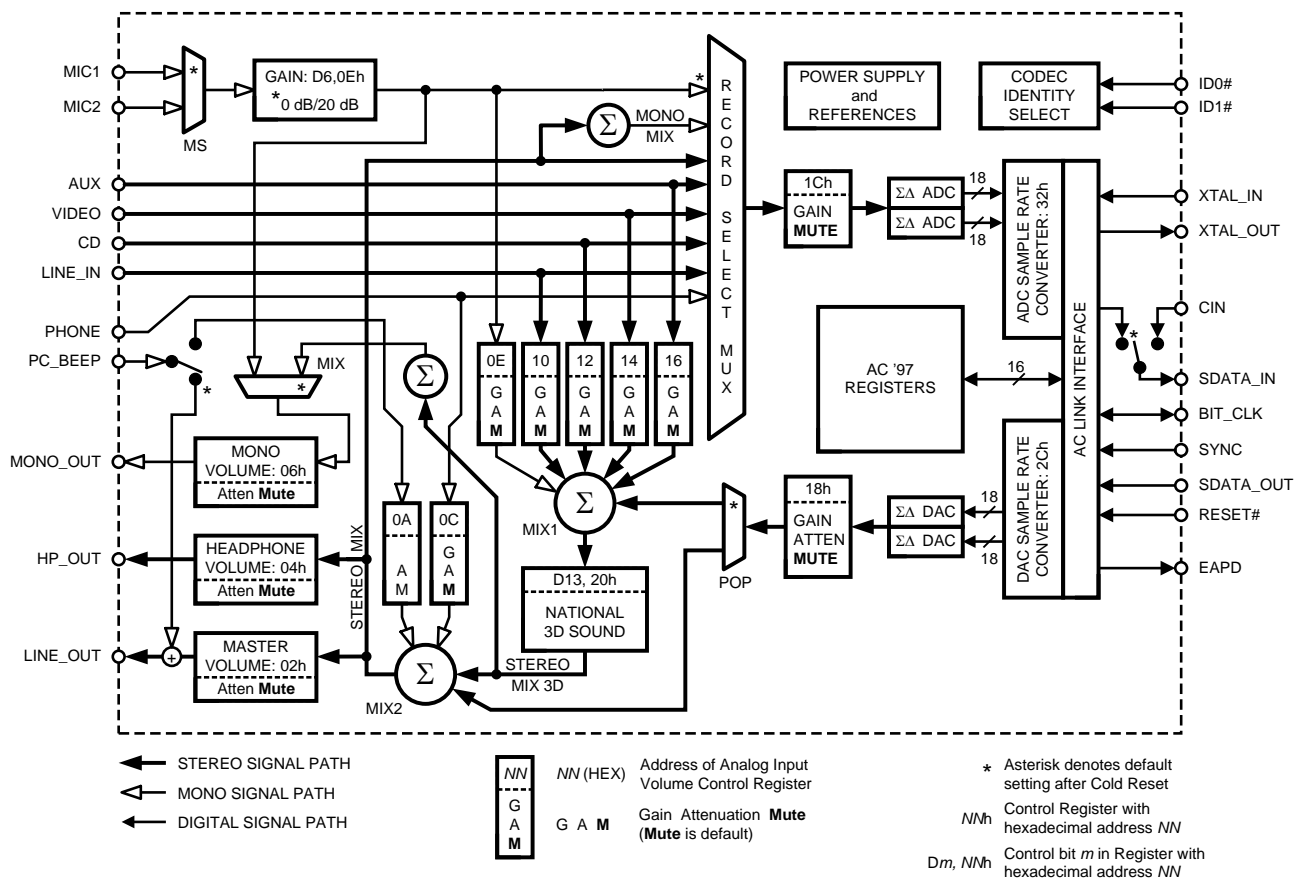 MIC1
MIC2
*
MS
GAIN: D6,0Eh
*0 dB/20 dB
*
Σ
MONO
MIX
RECORD SELECT MUX
POWER SUPPLY
and
REFERENCES
CODEC
IDENTITY
SELECT
ID0#
ID1#
AUX
VIDEO
CD
LINE_IN
PHONE
PC_BEEP
*
MIX
*
Σ
1Ch
GAIN
MUTE
ΣΔ ADC
ΣΔ ADC
18
18
ADC SAMPLE RATE
CONVERTER: 32h
AC LINK INTERFACE
XTAL_IN
XTAL_OUT
CIN
*
SDATA_IN
BIT_CLK
SYNC
SDATA_OUT
RESET#
EAPD
0E
G
A
M
10
G
A
M
12
G
A
M
14
G
A
M
16
G
A
M
AC '97
REGISTERS
16
MONO_OUT
MONO
VOLUME: 06h
Atten Mute
HP_OUT
HEADPHONE
VOLUME: 04h
Atten Mute
LINE_OUT
+
MASTER
VOLUME: 02h
Atten Mute
STEREO MIX
0A
A
M
0C
G
A
M
Σ
MIX1
D13, 20h
NATIONAL
3D SOUND
*
POP
18h
GAIN
ATTEN
MUTE
ΣΔ DAC
ΣΔ DAC
18
18
DAC SAMPLE RATE
CONVERTER: 2Ch
Σ
MIX2
STEREO
MIX 3D
STEREO SIGNAL PATH
MONO SIGNAL PATH
DIGITAL SIGNAL PATH
NN
G
A
M
NN (HEX) Address of Analog Input
Volume Control Register
G A M Gain Attenuation Mute
(Mute is default)
* Asterisk denotes default
setting after Cold Reset
NNh Control Register with
hexadecimal address NN
Dm, NNh Control bit m in Register with
hexadecimal address NN